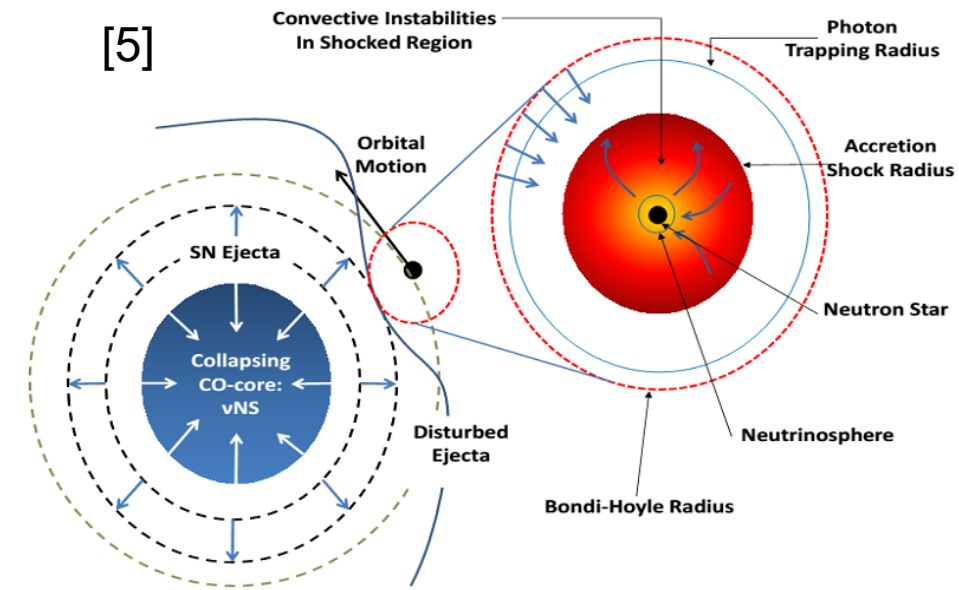 [5]
Convective Instabilities
In Shocked Region
Photon
Trapping Radius
Orbital
Motion
Accretion
Shock Radius
SN Ejecta
Neutron Star
Collapsing
CO-core:
νNS
Disturbed
Ejecta
Neutrinosphere
Bondi-Hoyle Radius